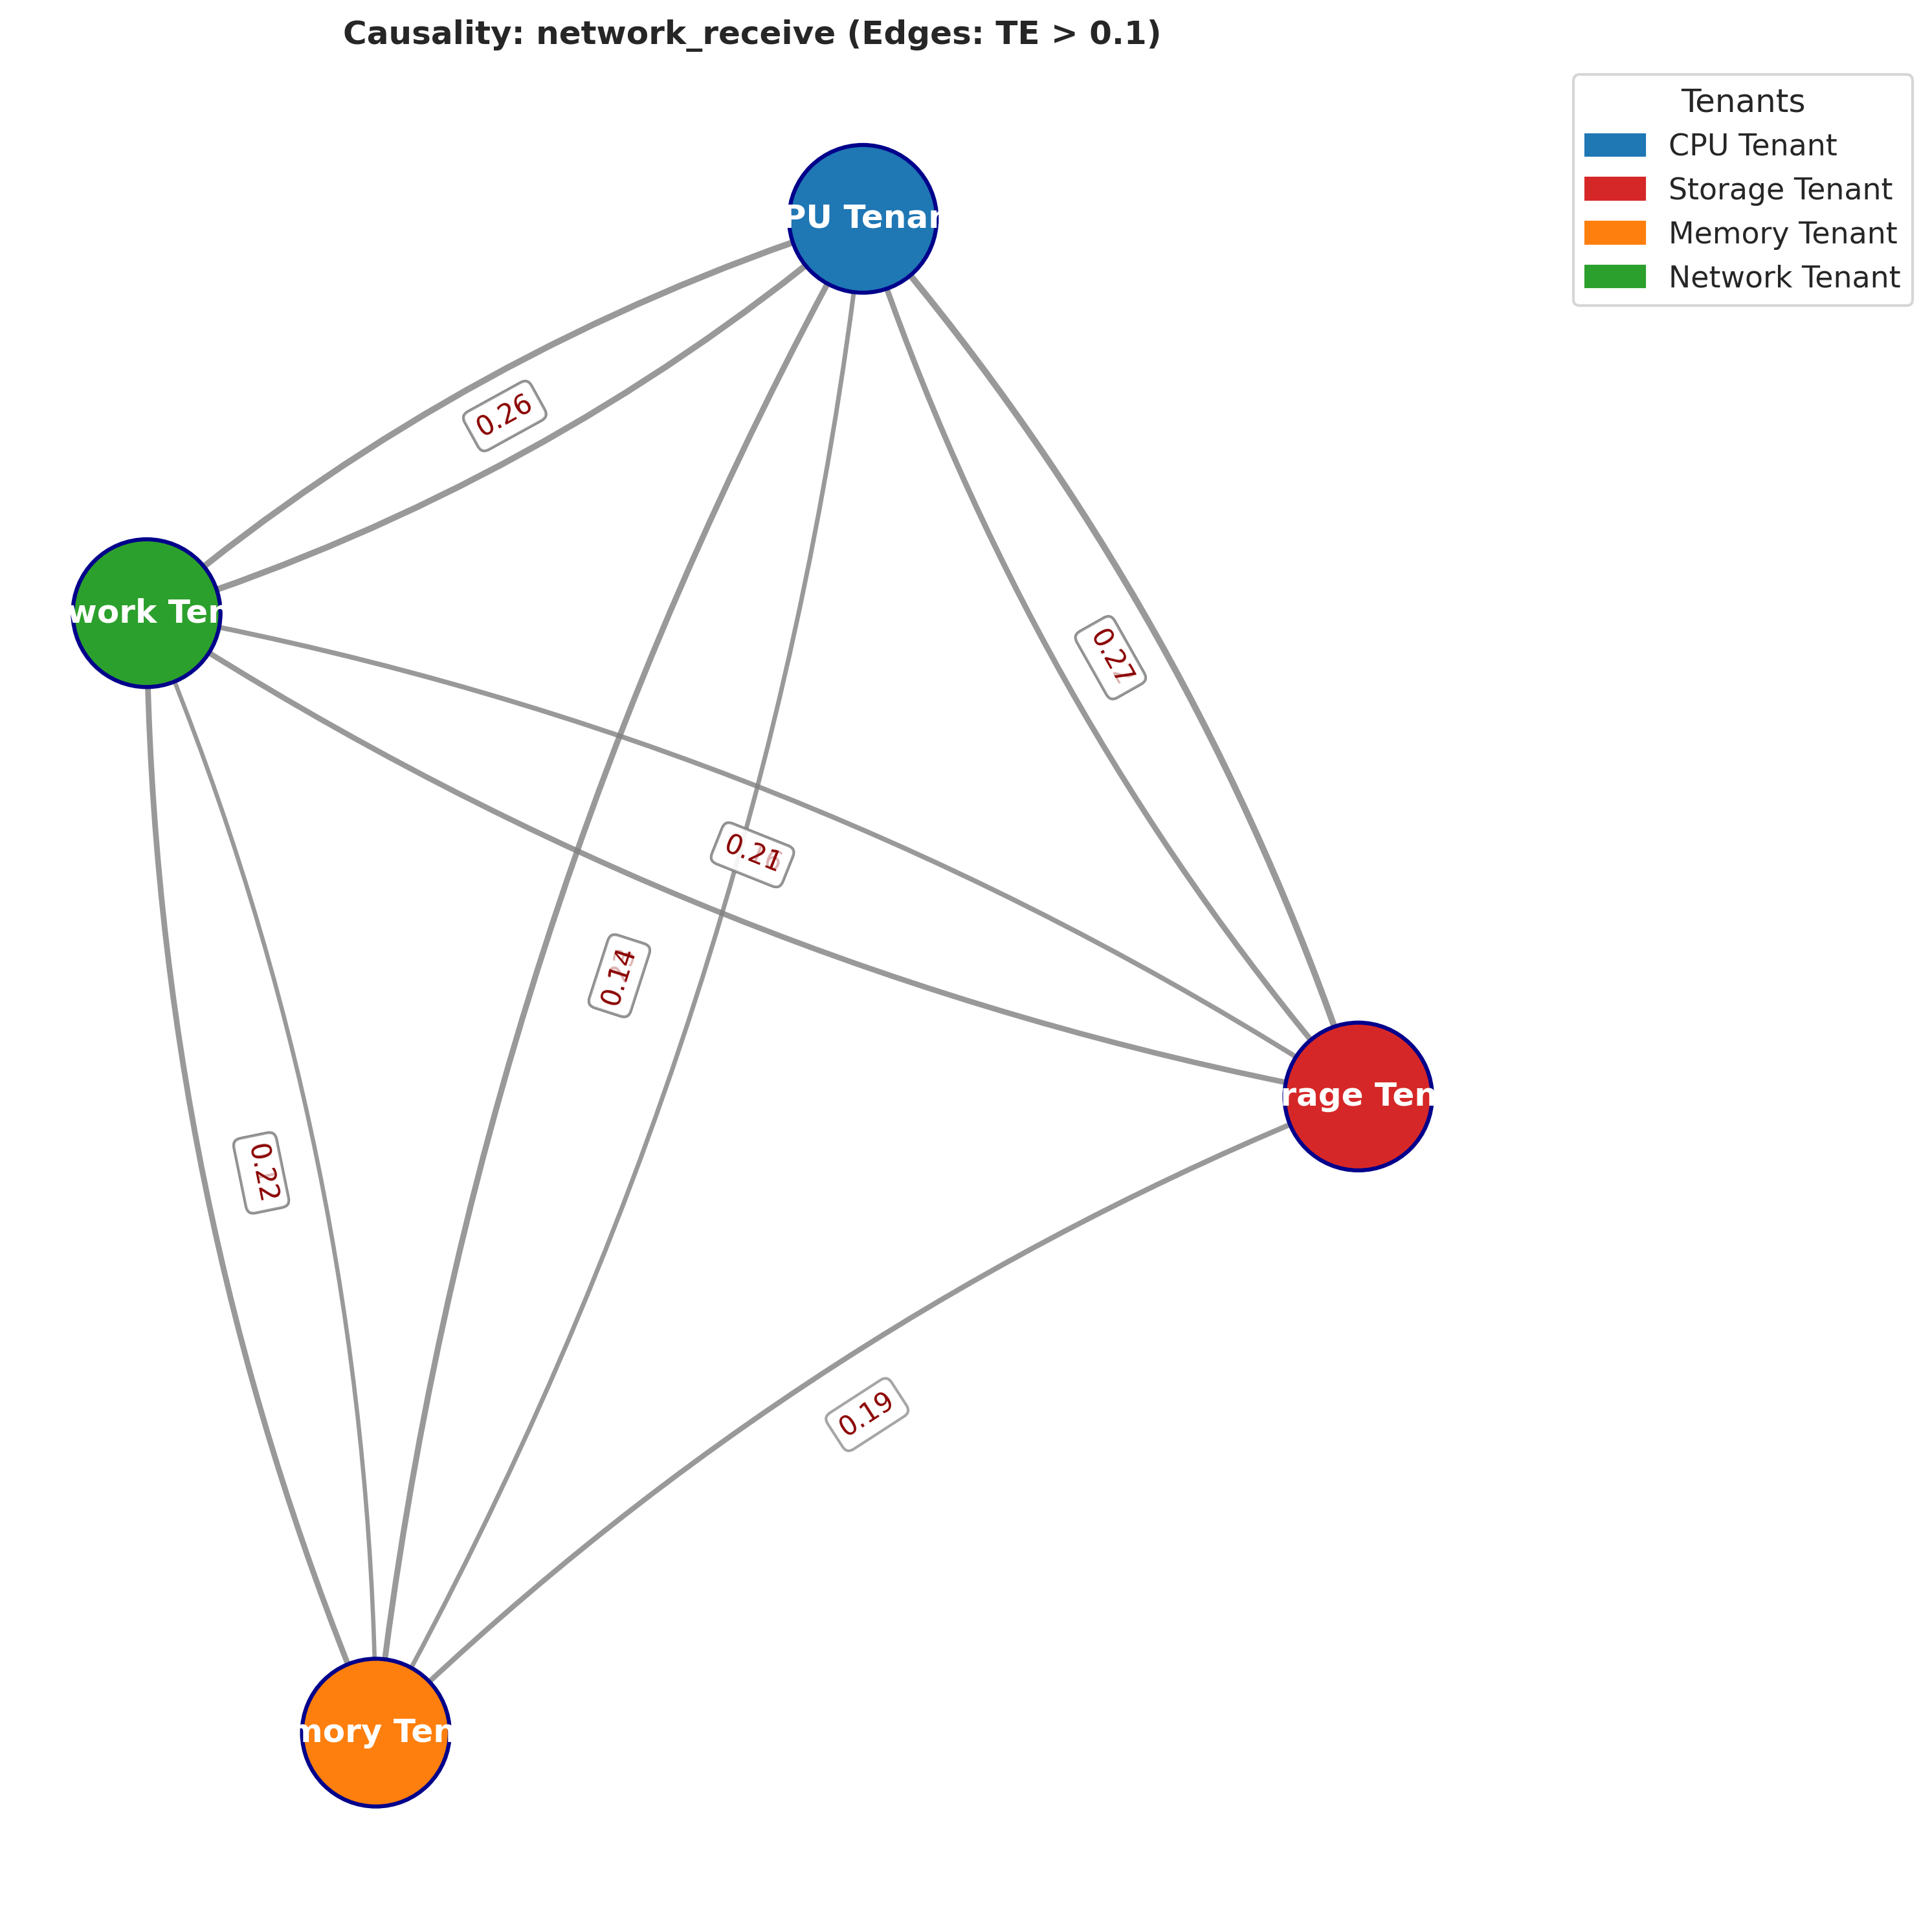 Causality: network_receive (Edges: TE > 0.1)
Tenants
CPU Tenant
Storage Tenant
Memory Tenant
Network Tenant
PU Tenan
0.26
work Ten
0.27
0.21
0.14
rage Ten
0.22
0.19
mory Ten